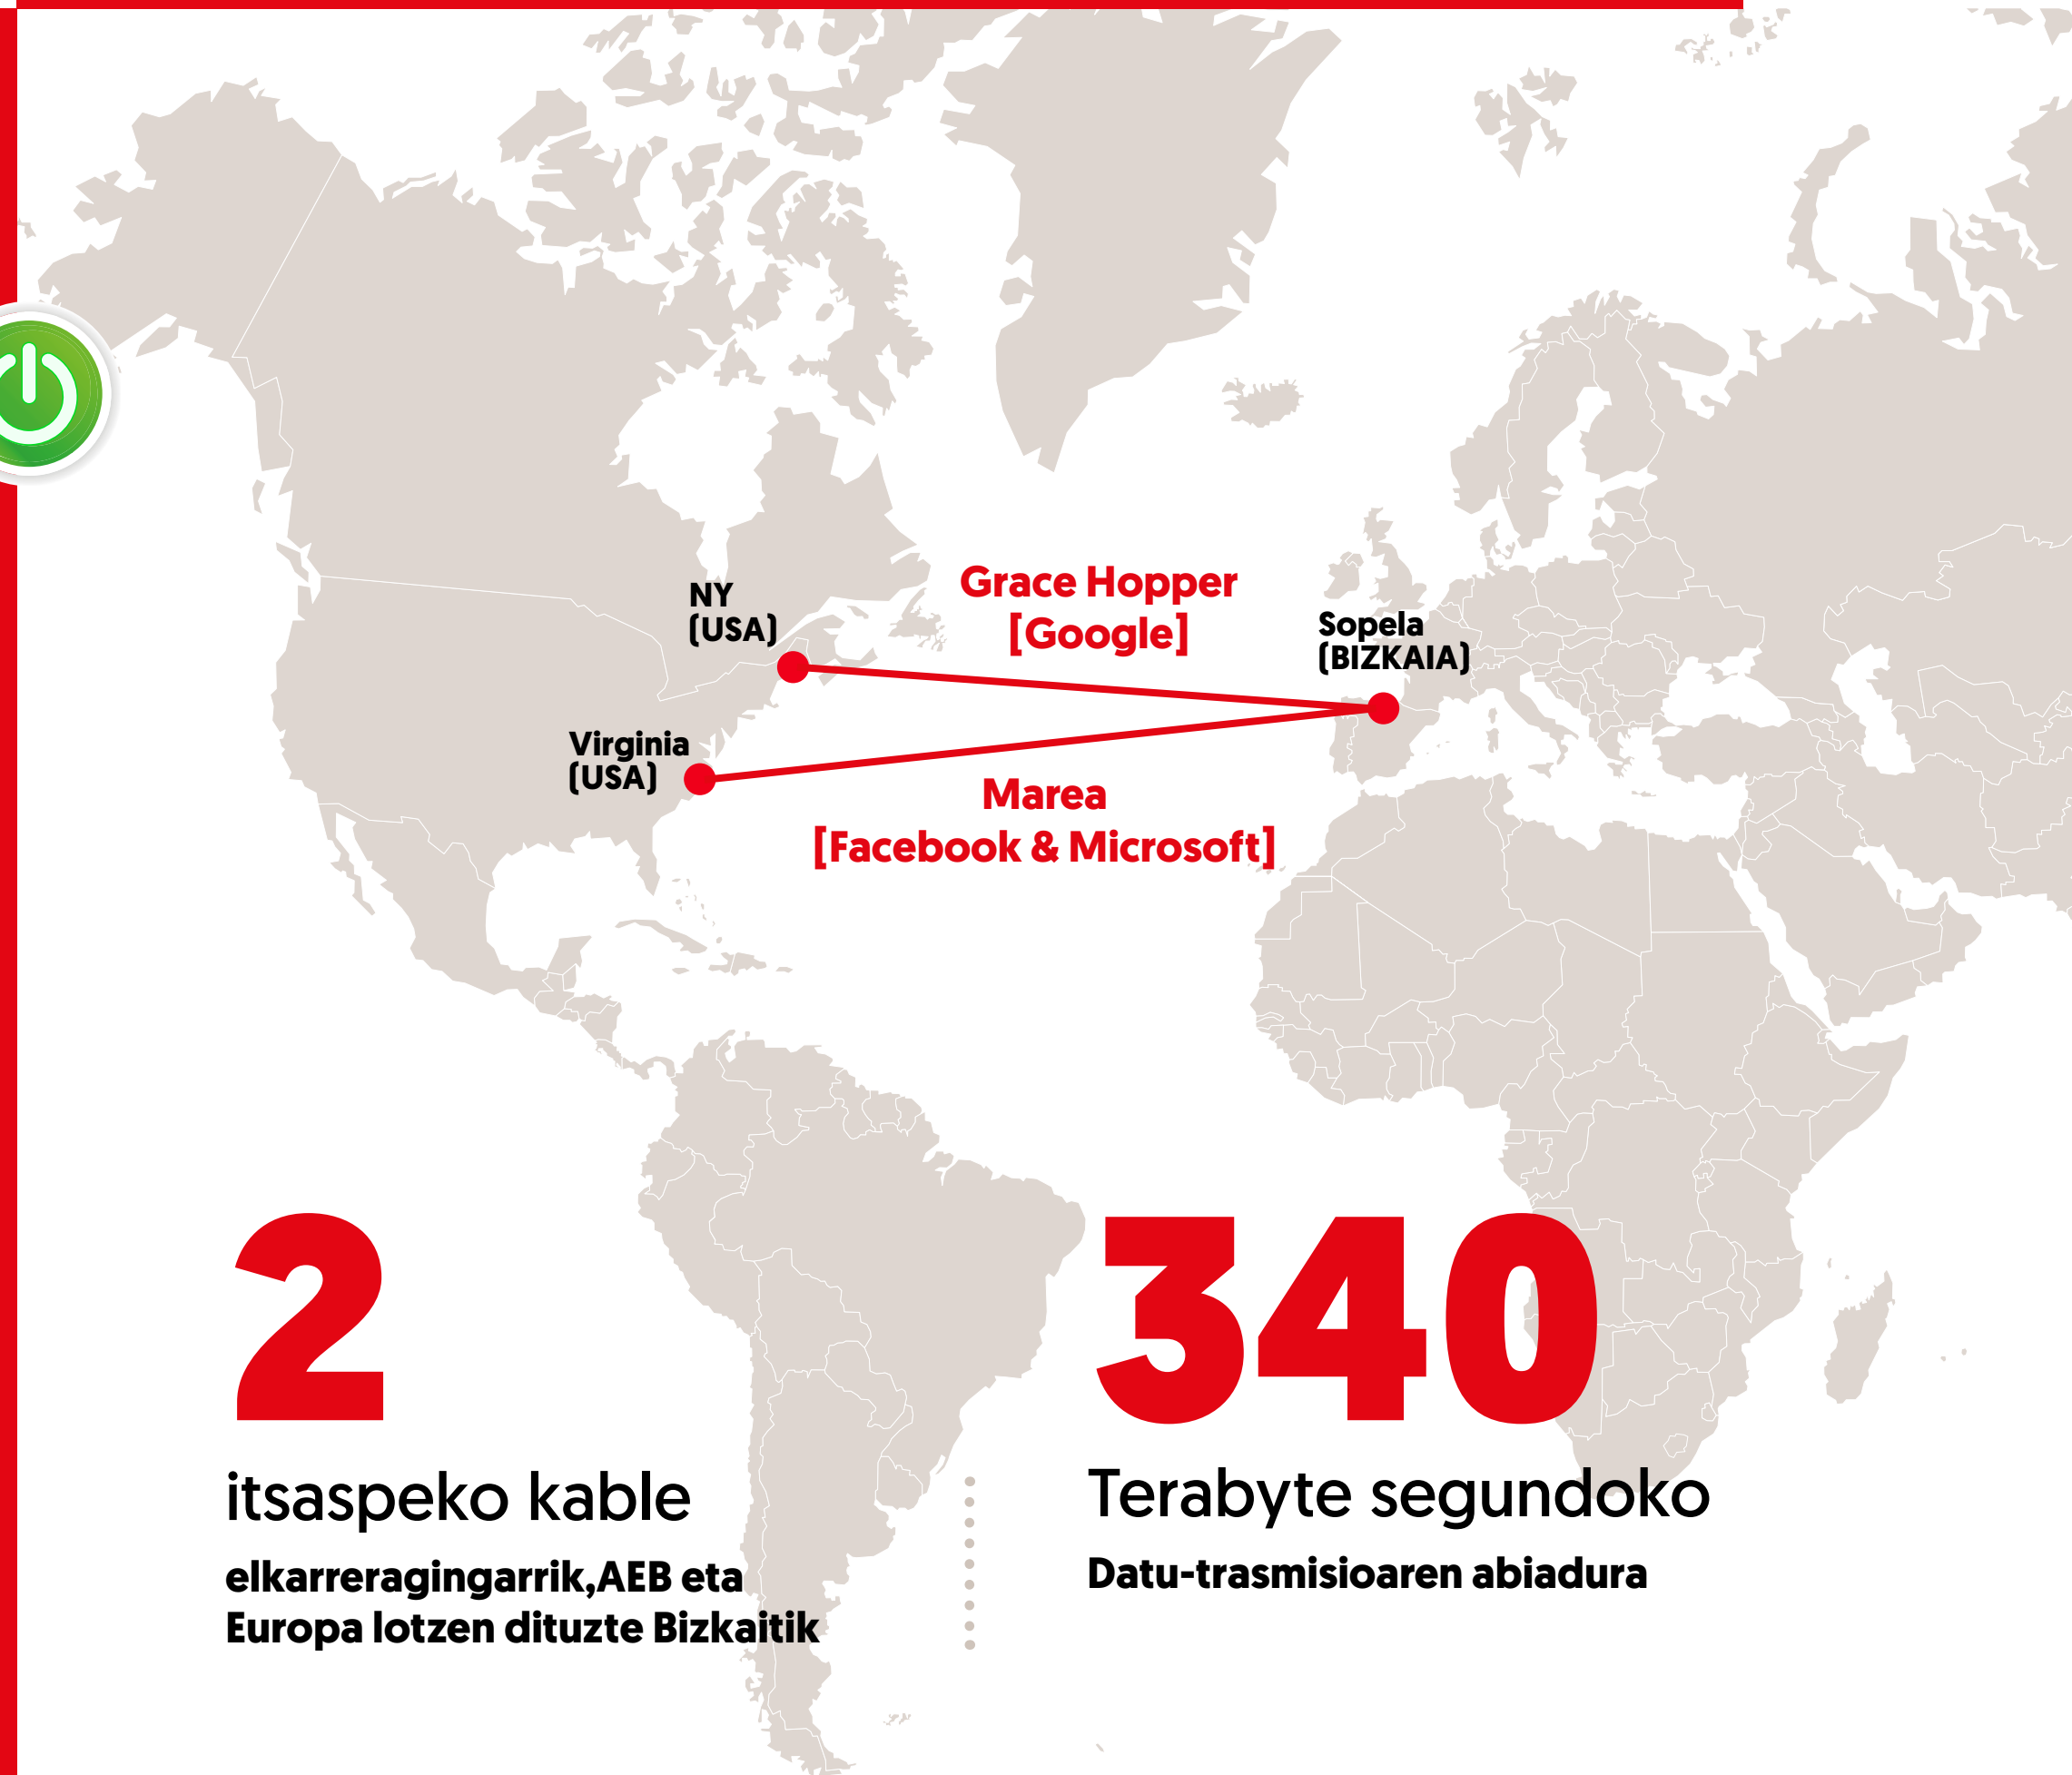 NY
(USA)
Grace Hopper
[Google]
Sopela
(BIZKAIA)
Virginia
(USA)
Marea
[Facebook & Microsoft]
2
itsaspeko kable
elkarreragingarrik,AEB eta
Europa lotzen dituzte Bizkaitik
340
Terabyte segundoko
Datu-trasmisioaren abiadura